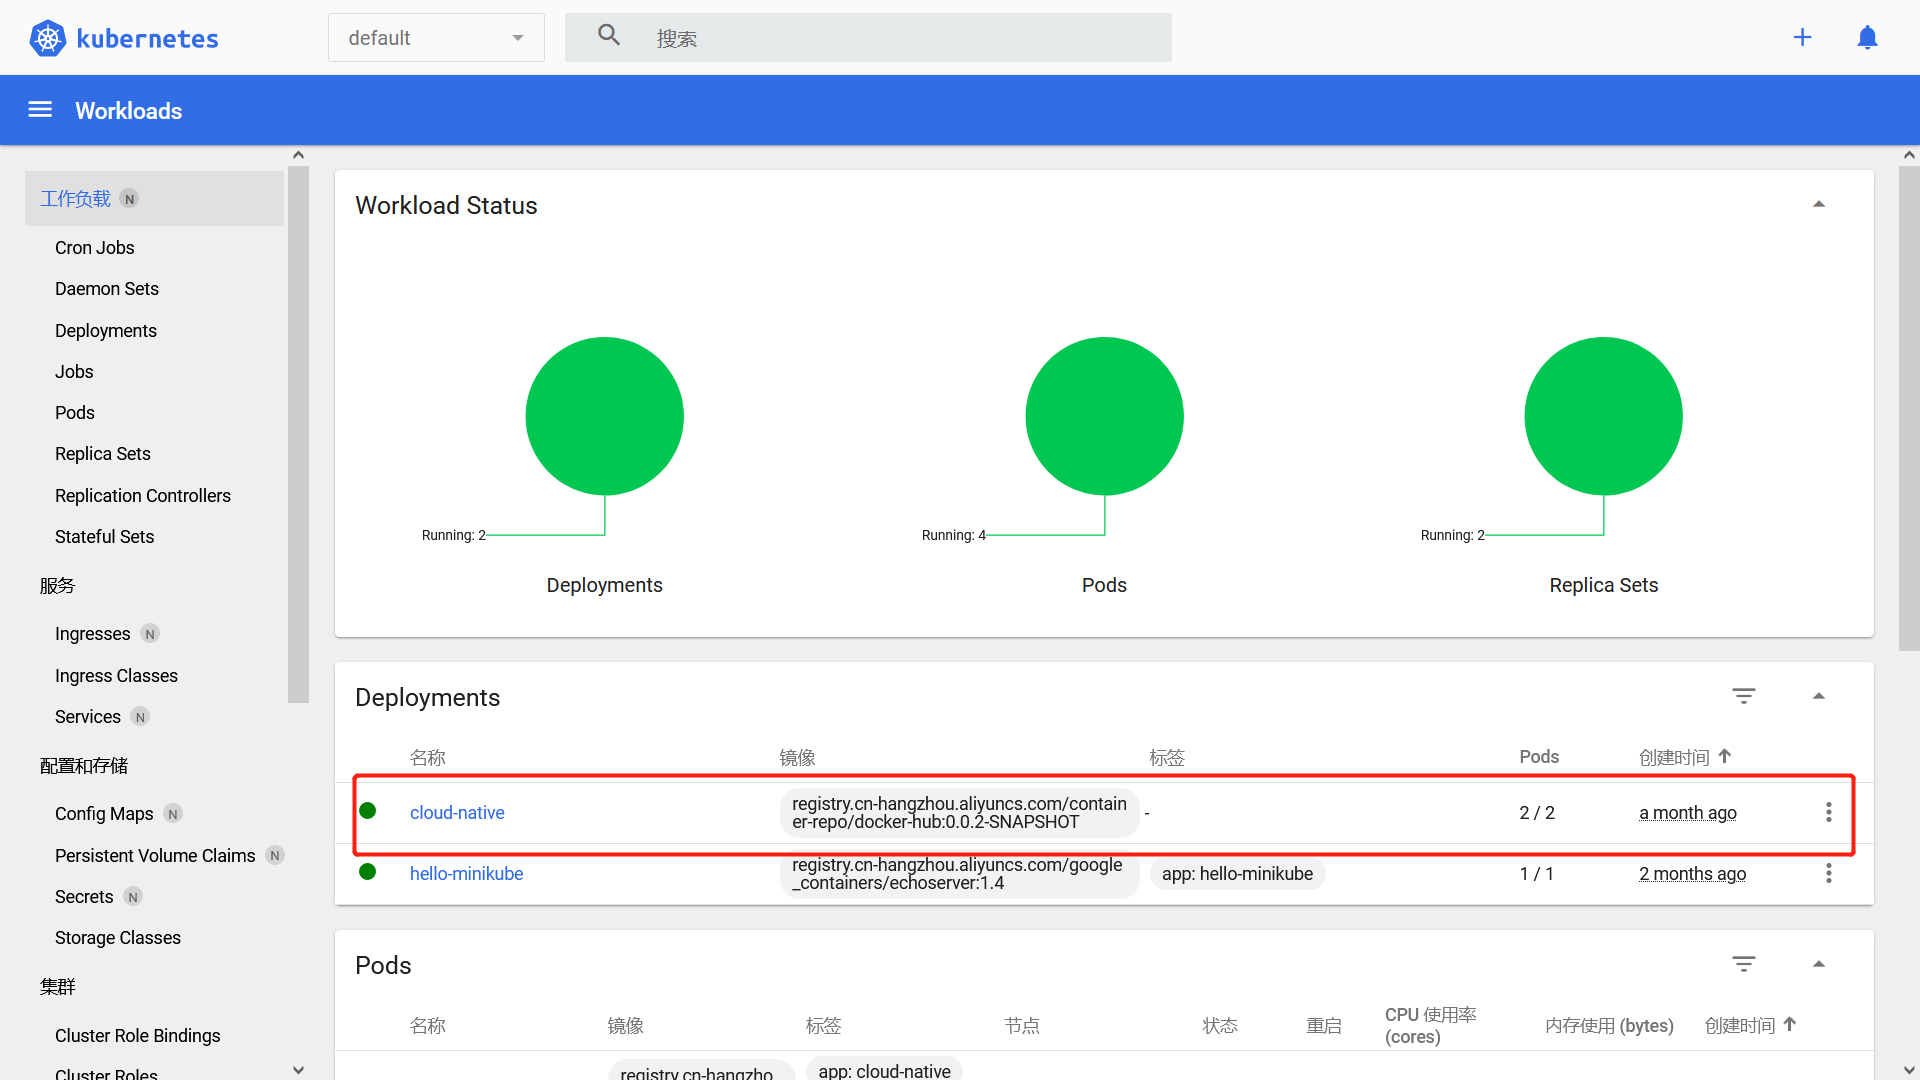 kubernetes
default
搜索
Workloads
工作负载 N
Cron Jobs
Daemon Sets
Deployments
Jobs
Pods
Replica Sets
Replication Controllers
Stateful Sets
服务
Ingresses N
Ingress Classes
Services N
配置和存储
Config Maps N
Persistent Volume Claims N
Secrets N
Storage Classes
集群
Cluster Role Bindings
Cluster Roles
Workload Status
Running: 2
Running: 4
Running: 2
Deployments
Pods
Replica Sets
Deployments
名称 镜像 标签 Pods 创建时间
cloud-native registry.cn-hangzhou.aliyuncs.com/contain - 2 / 2 a month ago
er-repo/docker-hub:0.0.2-SNAPSHOT
hello-minikube registry.cn-hangzhou.aliyuncs.com/google app: hello-minikube 1 / 1 2 months ago
_containers/echoserver:1.4
Pods
名称 镜像 标签 节点 状态 重启 CPU 使用率 内存使用 (bytes) 创建时间
(cores)
registry.cn-hangzho app: cloud-native